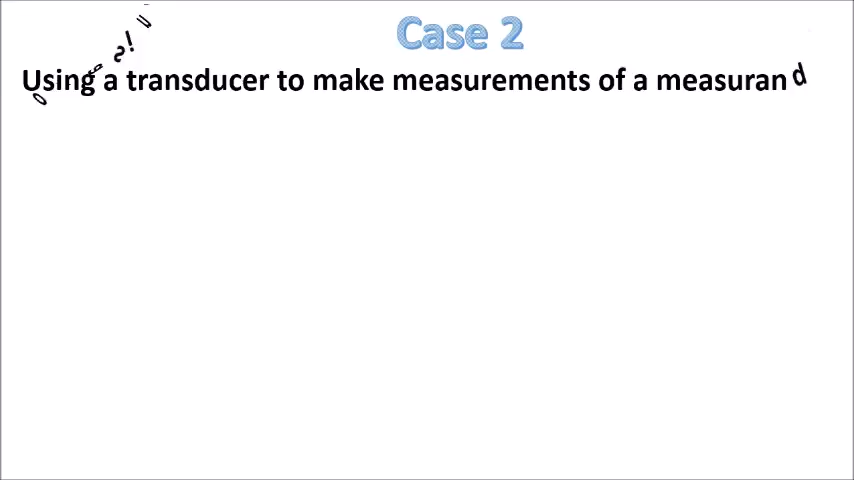 Case 2
Using a transducer to make measurements of a measurand